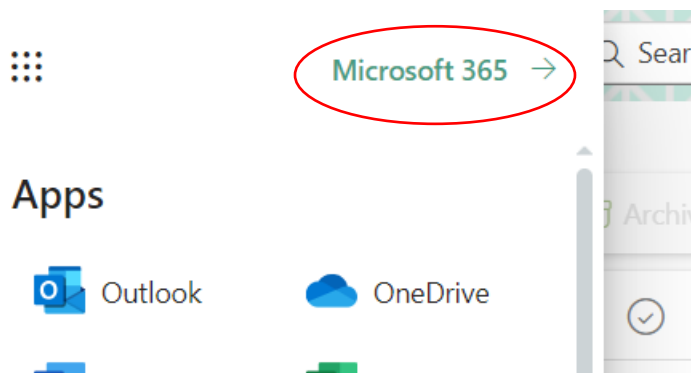 Microsoft 365 →
Sear
Apps
Archiv
Outlook
OneDrive